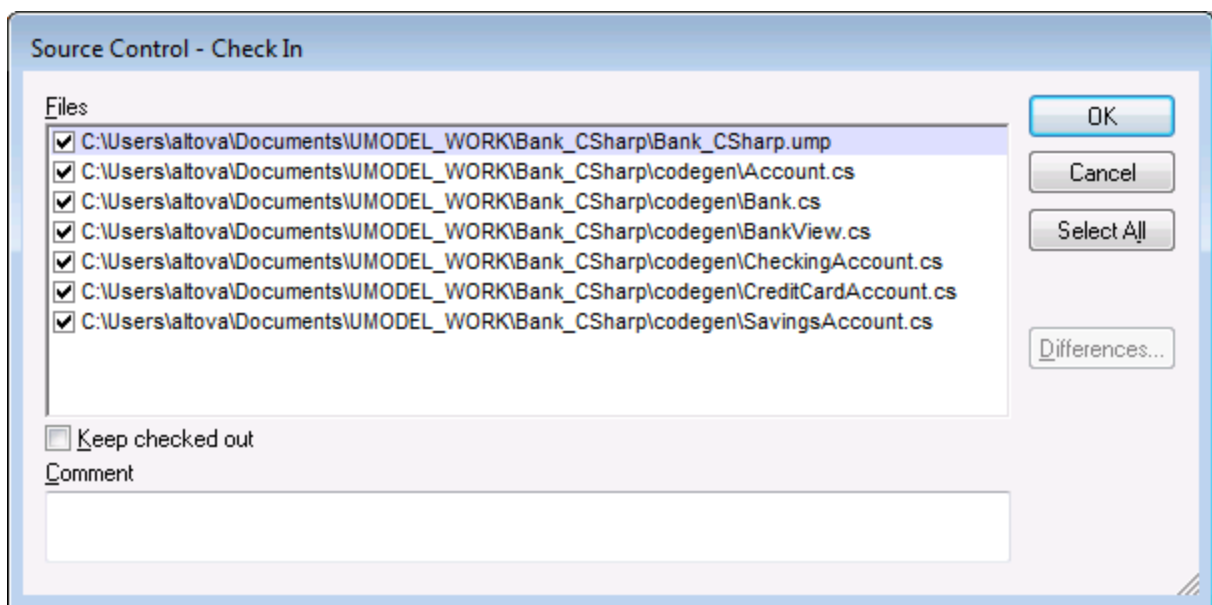 Source Control - Check In
Files
C:\Users\altova\Documents\UMODEL_WORK\Bank_CSharp\Bank_CSharp.ump
C:\Users\altova\Documents\UMODEL_WORK\Bank_CSharp\codegen\Account.cs
C:\Users\altova\Documents\UMODEL_WORK\Bank_CSharp\codegen\Bank.cs
C:\Users\altova\Documents\UMODEL_WORK\Bank_CSharp\codegen\BankView.cs
C:\Users\altova\Documents\UMODEL_WORK\Bank_CSharp\codegen\CheckingAccount.cs
C:\Users\altova\Documents\UMODEL_WORK\Bank_CSharp\codegen\CreditCardAccount.cs
C:\Users\altova\Documents\UMODEL_WORK\Bank_CSharp\codegen\SavingsAccount.cs
Keep checked out
Comment
OK
Cancel
Select All
Differences...